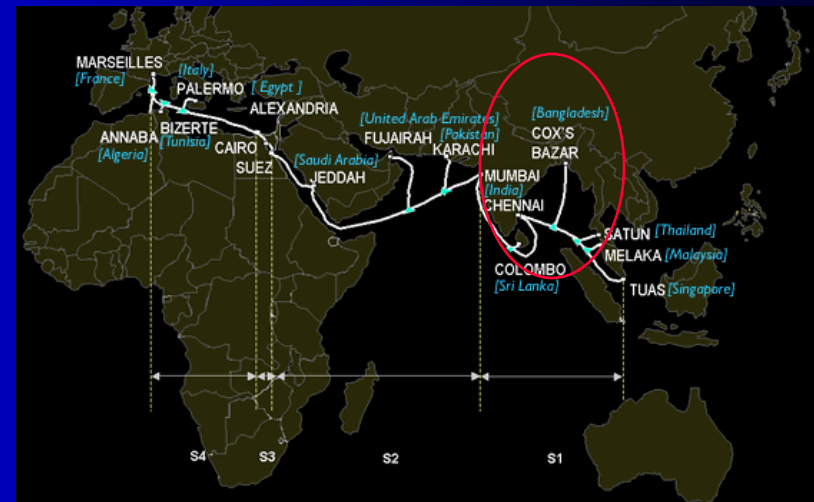 MARSEILLES
[France]
[Italy]
PALERMO
[ Egypt ]
ALEXANDRIA
ANNABA
[Algeria]
BIZERTE
[Tunisia]
CAIRO
SUEZ
[Saudi Arabia]
JEDDAH
[United Arab Emirates]
FUJAIRAH
[Pakistan]
KARACHI
MUMBAI
[India]
CHENNAI
[Bangladesh]
COX'S
BAZAR
COLOMBO
[Sri Lanka]
SATUN [Thailand]
MELAKA [Malaysia]
TUAS [Singapore]
S4 S3 S2 S1